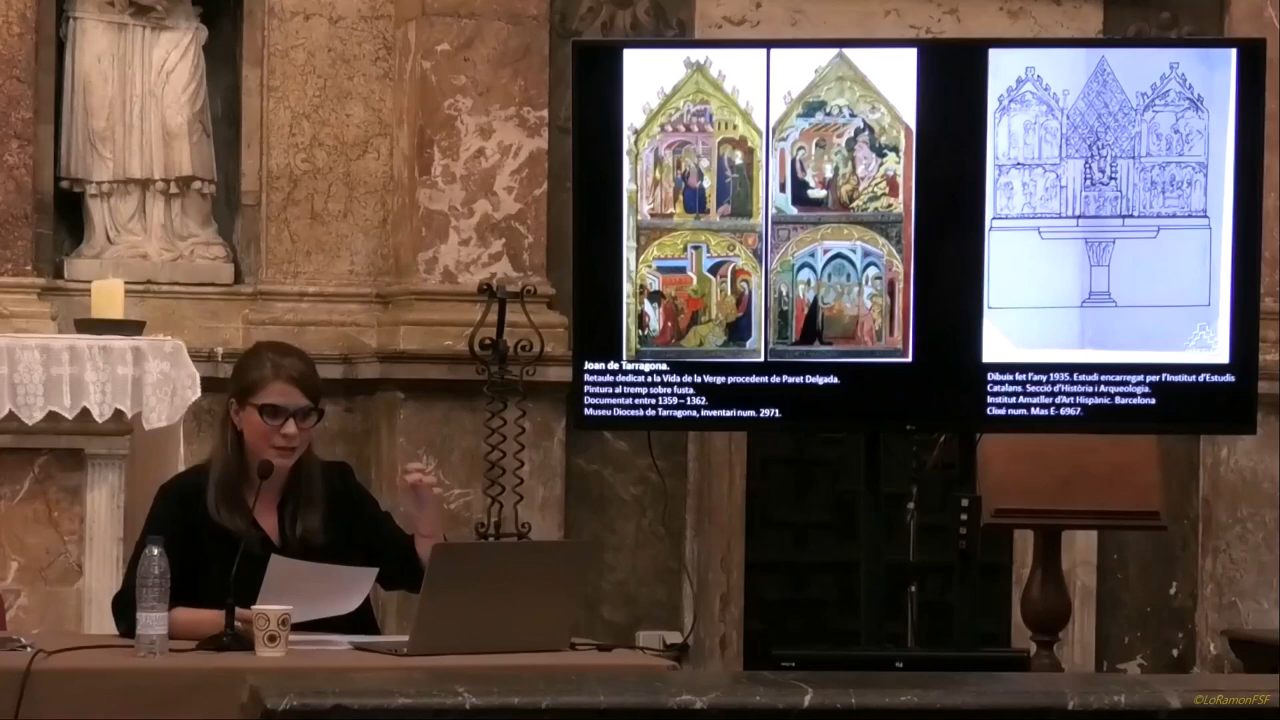 Joan de Tarragona.
Retaule dedicat a la Vida de la Verge procedent de Paret Delgada.
Pintura al tremp sobre fusta.
Documentat entre 1359 – 1362.
Museu Diocesà de Tarragona, inventari num. 2971.
Dibuix fet l'any 1935. Estudi encarregat per l'Institut d'Estudis
Catalans. Secció d'Història i Arqueologia.
Institut Amatller d'Art Hispànic. Barcelona
Clixé num. Mas E- 6967.
©LoRamonFSF